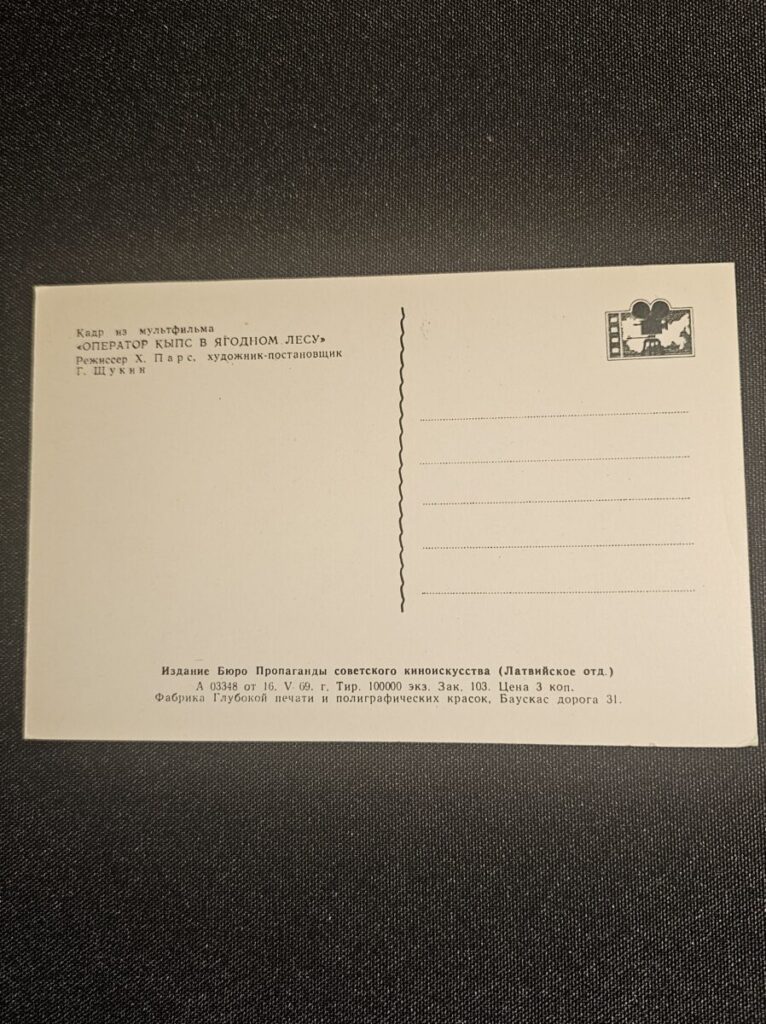 Кадр из мультфильма
«ОПЕРАТОР КЫПС В ЯГОДНОМ ЛЕСУ»
Режиссер Х. Парс, художник-постановщик
Г. Щукин
Издание Бюро Пропаганды советского киноискусства (Латвийское отд.)
А 03348 от 16. V 69. г. Тир. 100000 экз. Зак. 103. Цена 3 коп.
Фабрика Глубокой печати и полиграфических красок, Баускас дорога 31.